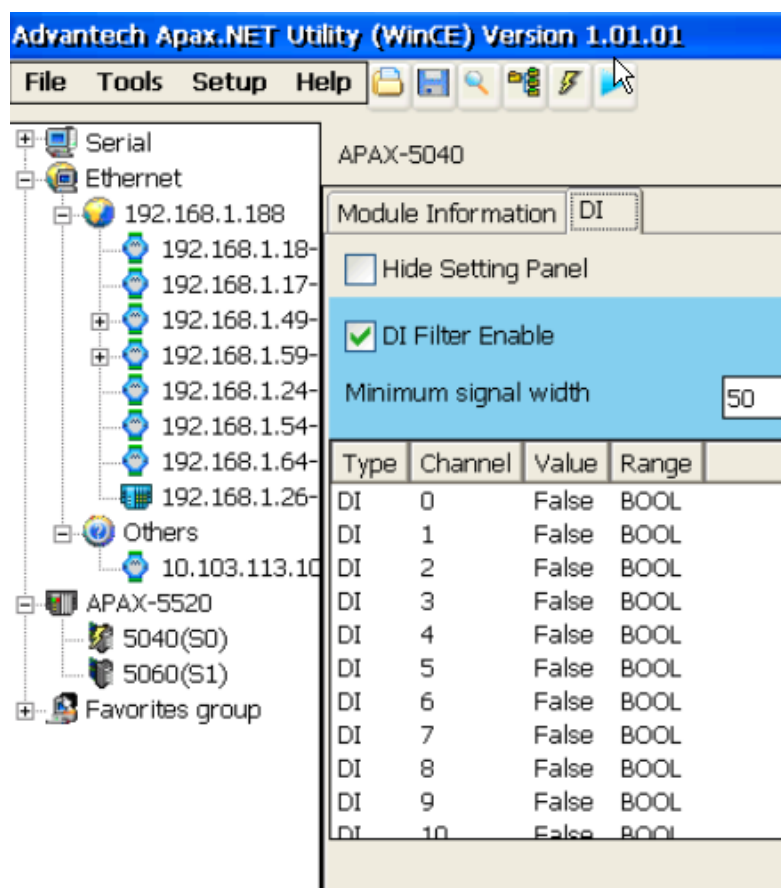 Advantech Apax.NET Utility (WinCE) Version 1.01.01
File Tools Setup Help
Serial
Ethernet
192.168.1.188
192.168.1.18-
192.168.1.17-
192.168.1.49-
192.168.1.59-
192.168.1.24-
192.168.1.54-
192.168.1.64-
192.168.1.26-
Others
10.103.113.10
APAX-5520
5040(S0)
5060(S1)
Favorites group
APAX-5040
Module Information DI
Hide Setting Panel
DI Filter Enable
Minimum signal width 50
Type Channel Value Range
DI 0 False BOOL
DI 1 False BOOL
DI 2 False BOOL
DI 3 False BOOL
DI 4 False BOOL
DI 5 False BOOL
DI 6 False BOOL
DI 7 False BOOL
DI 8 False BOOL
DI 9 False BOOL
DI 10 False BOOL